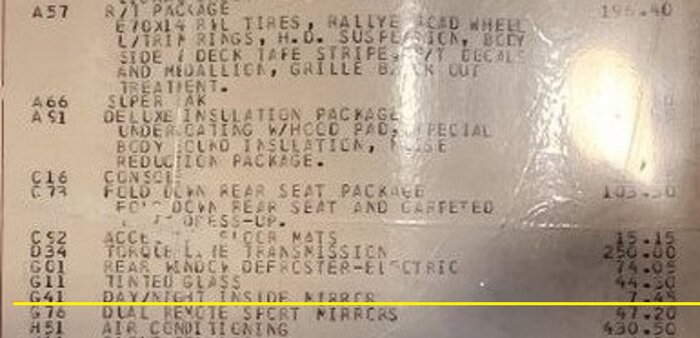 A57 R/T PACKAGE 196.40
E70X14 RWL TIRES, RALLYE ROAD WHEEL
W/TRIM RINGS, H.D. SUSPENSION, BODY
SIDE / DECK TAPE STRIPE, R/T DECALS
AND MEDALLION, GRILLE BLACK OUT
TREATMENT.
A66 SUPER PAK
A51 DELUXE INSULATION PACKAGE
UNDERCOATING W/HOOD PAD, SPECIAL
BODY SOUND INSULATION, NOISE
REDUCTION PACKAGE.
C16 CONSOLE
C73 FOLD DOWN REAR SEAT PACKAGE
FOLD DOWN REAR SEAT AND CARPETED
DRESS-UP.
C92 FLOOR MATS 15.15
D34 TORQUEFLITE TRANSMISSION 250.00
G01 REAR WINDOW DEFROSTER-ELECTRIC 74.05
G11 TINTED GLASS
G41 DAY/NIGHT INSIDE MIRROR 7.45
G76 DUAL REMOTE SPORT MIRRORS 47.20
H51 AIR CONDITIONING 430.50